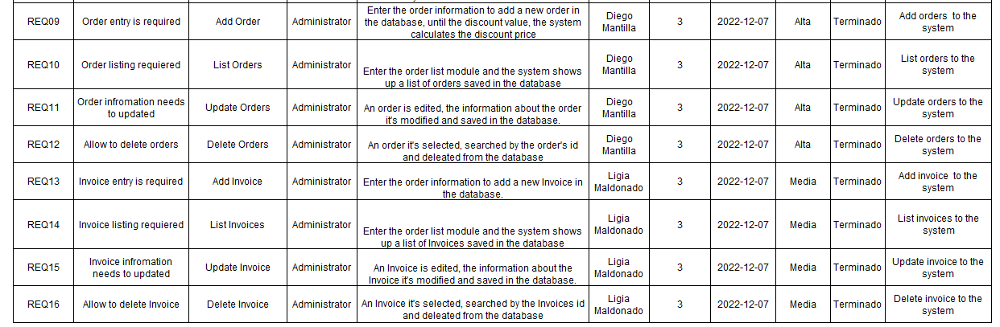 REQ09 Order entry is required Add Order Administrator Enter the order information to add a new order in the database, until the discount value, the system calculates the discount price Diego Mantilla 3 2022-12-07 Alta Terminado Add orders to the system
REQ10 Order listing requiered List Orders Administrator Enter the order list module and the system shows up a list of orders saved in the database Diego Mantilla 3 2022-12-07 Alta Terminado List orders to the system
REQ11 Order infromation needs to updated Update Orders Administrator An order is edited, the information about the order it's modified and saved in the database. Diego Mantilla 3 2022-12-07 Alta Terminado Update orders to the system
REQ12 Allow to delete orders Delete Orders Administrator An order it's selected, searched by the order's id and deleated from the database Diego Mantilla 3 2022-12-07 Alta Terminado Delete orders to the system
REQ13 Invoice entry is required Add Invoice Administrator Enter the order information to add a new Invoice in the database. Ligia Maldonado 3 2022-12-07 Media Terminado Add invoice to the system
REQ14 Invoice listing requiered List Invoices Administrator Enter the order list module and the system shows up a list of Invoices saved in the database Ligia Maldonado 3 2022-12-07 Media Terminado List invoices to the system
REQ15 Invoice infromation needs to updated Update Invoice Administrator An Invoice is edited, the information about the Invoice it's modified and saved in the database. Ligia Maldonado 3 2022-12-07 Media Terminado Update invoice to the system
REQ16 Allow to delete Invoice Delete Invoice Administrator An Invoice it's selected, searched by the Invoices id and deleated from the database Ligia Maldonado 3 2022-12-07 Media Terminado Delete invoice to the system